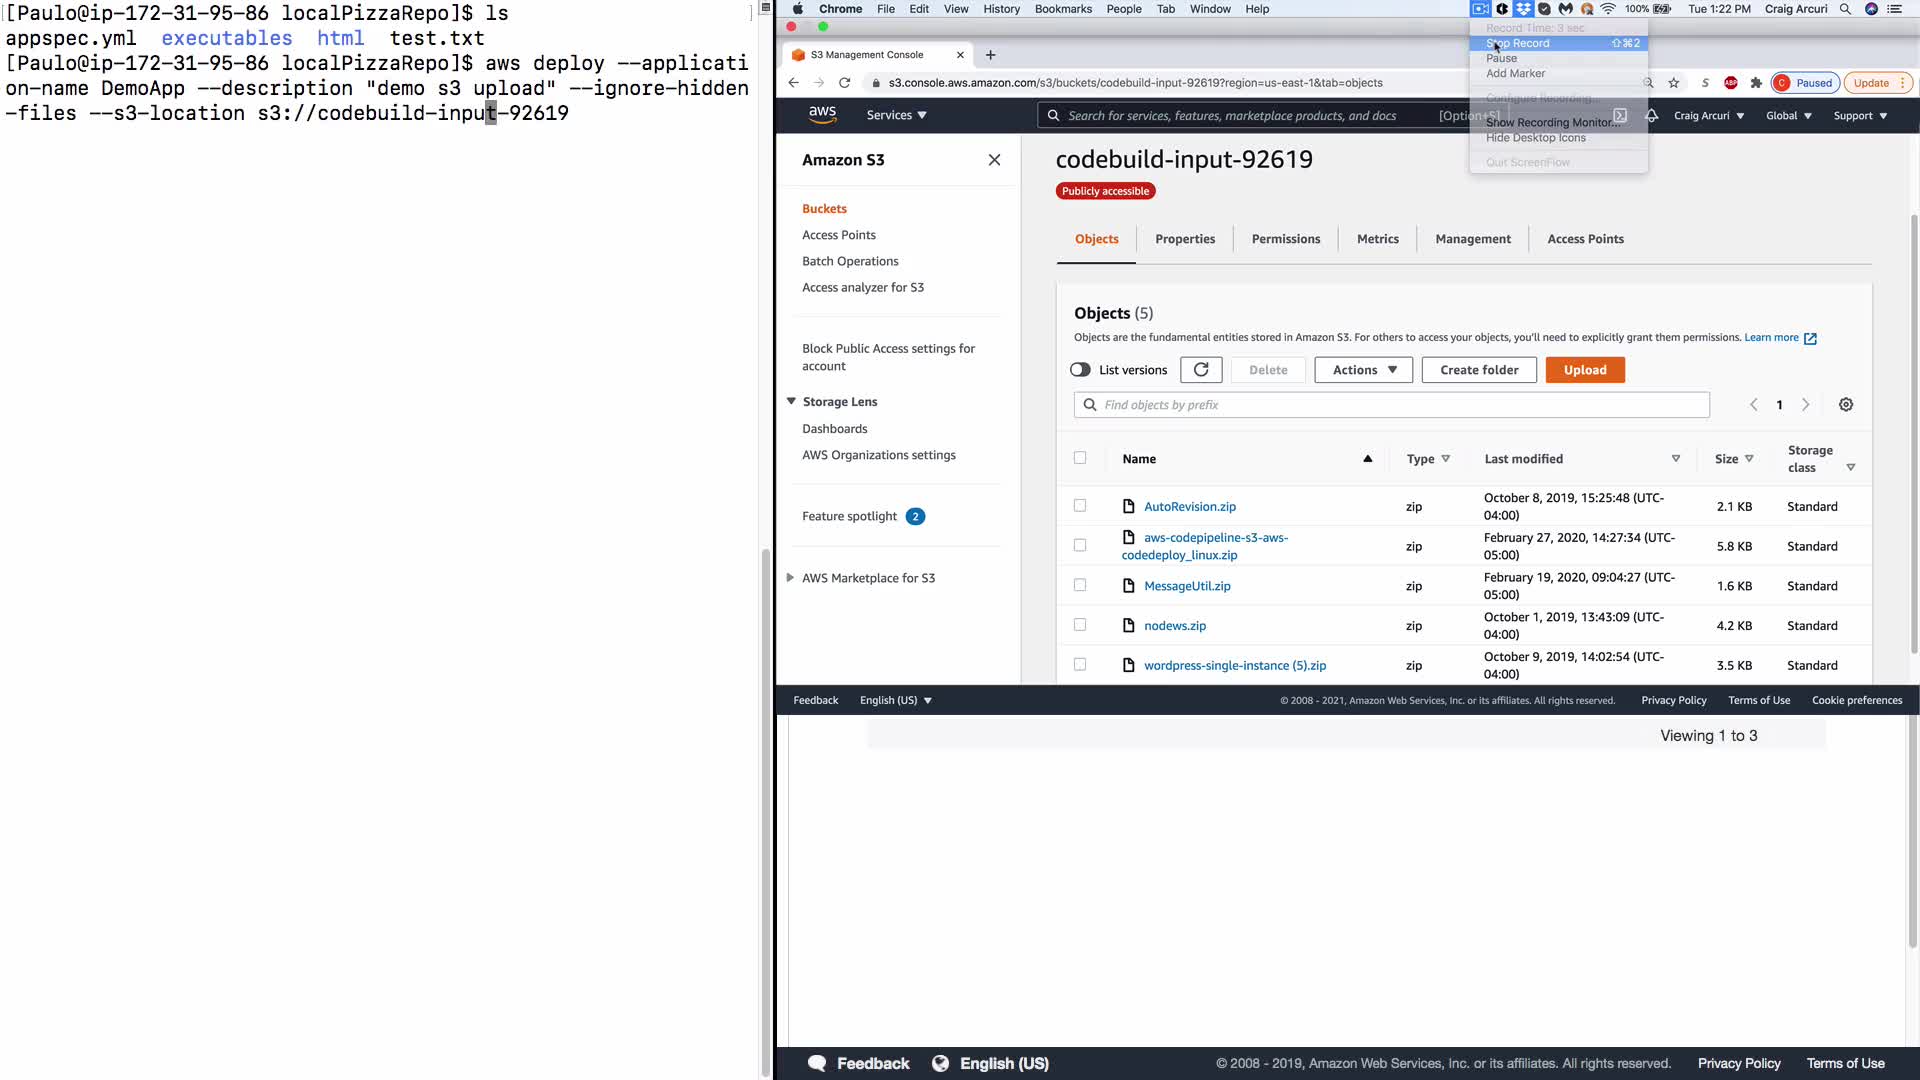 [Paulo@ip-172-31-95-86 localPizzaRepo]$ ls
appspec.yml executables html test.txt
[Paulo@ip-172-31-95-86 localPizzaRepo]$ aws deploy --applicati
on-name DemoApp --description "demo s3 upload" --ignore-hidden
-files --s3-location s3://codebuild-input-92619
Chrome File Edit View History Bookmarks People Tab Window Help 100% Tue 1:22 PM Craig Arcuri
Record Time: 3 sec
Stop Record ⇧⌘2
Pause
Add Marker
Configure Recording...
Show Recording Monitor...
Hide Desktop Icons
Quit ScreenFlow
S3 Management Console
s3.console.aws.amazon.com/s3/buckets/codebuild-input-92619?region=us-east-1&tab=objects
S ABP C Paused Update
aws Services Search for services, features, marketplace products, and docs [Option+S] Craig Arcuri Global Support
Amazon S3
Buckets
Access Points
Batch Operations
Access analyzer for S3
Block Public Access settings for
account
Storage Lens
Dashboards
AWS Organizations settings
Feature spotlight 2
AWS Marketplace for S3
codebuild-input-92619
Publicly accessible
Objects Properties Permissions Metrics Management Access Points
Objects (5)
Objects are the fundamental entities stored in Amazon S3. For others to access your objects, you'll need to explicitly grant them permissions. Learn more
List versions Delete Actions Create folder Upload
Find objects by prefix 1
Name Type Last modified Size Storage
class
AutoRevision.zip zip October 8, 2019, 15:25:48 (UTC-
04:00) 2.1 KB Standard
aws-codepipeline-s3-aws-
codedeploy_linux.zip zip February 27, 2020, 14:27:34 (UTC-
05:00) 5.8 KB Standard
MessageUtil.zip zip February 19, 2020, 09:04:27 (UTC-
05:00) 1.6 KB Standard
nodews.zip zip October 1, 2019, 13:43:09 (UTC-
04:00) 4.2 KB Standard
wordpress-single-instance (5).zip zip October 9, 2019, 14:02:54 (UTC-
04:00) 3.5 KB Standard
Feedback English (US) © 2008 - 2021, Amazon Web Services, Inc. or its affiliates. All rights reserved. Privacy Policy Terms of Use Cookie preferences
Viewing 1 to 3
Feedback English (US) © 2008 - 2019, Amazon Web Services, Inc. or its affiliates. All rights reserved. Privacy Policy Terms of Use